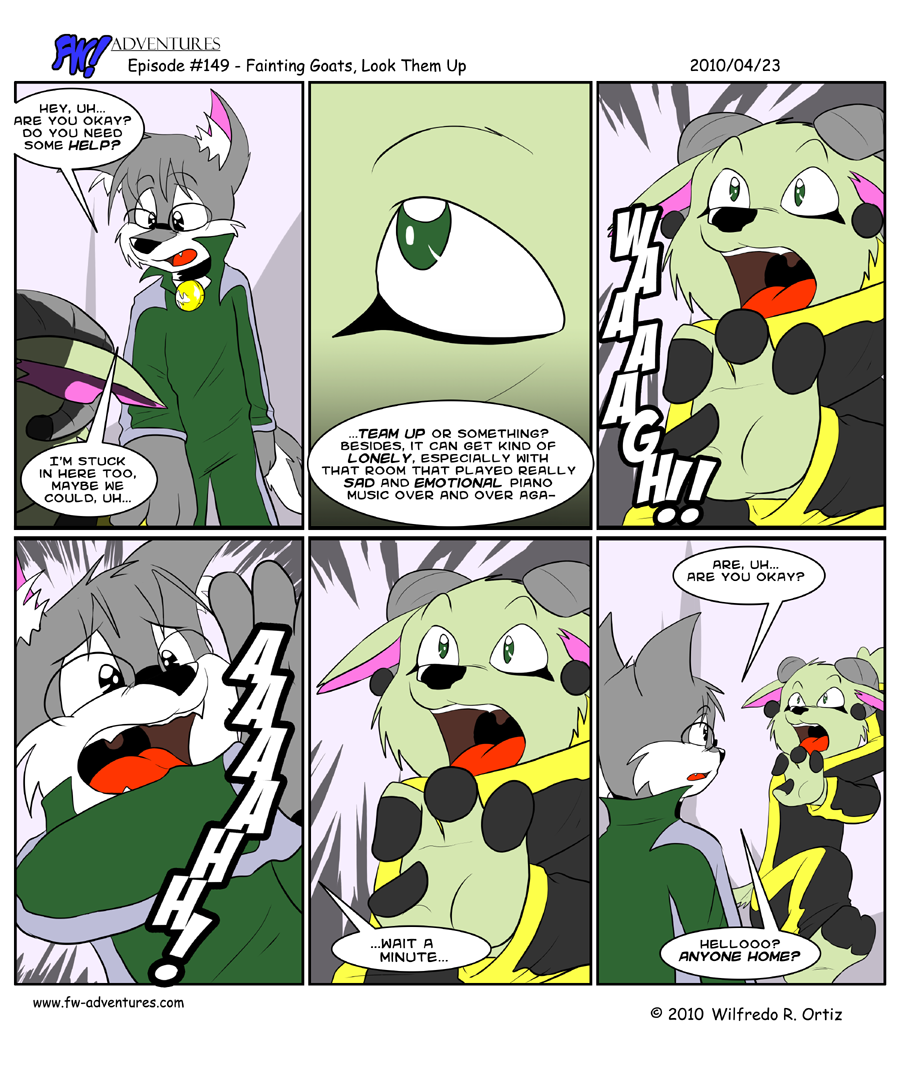 FW! ADVENTURES
Episode #149 - Fainting Goats, Look Them Up
2010/04/23
HEY, UH...
ARE YOU OKAY?
DO YOU NEED
SOME HELP?
I'M STUCK
IN HERE TOO,
MAYBE WE
COULD, UH...
...TEAM UP OR SOMETHING?
BESIDES, IT CAN GET KIND OF
LONELY, ESPECIALLY WITH
THAT ROOM THAT PLAYED REALLY
SAD AND EMOTIONAL PIANO
MUSIC OVER AND OVER AGA-
WAAAAAGH!!
AAAAAHHH!
...WAIT A
MINUTE...
ARE, UH...
ARE YOU OKAY?
HELLOOO?
ANYONE HOME?
www.fw-adventures.com
© 2010 Wilfredo R. Ortiz